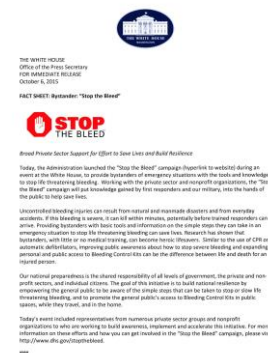 THE WHITE HOUSE
THE WHITE HOUSE
Office of the Press Secretary
FOR IMMEDIATE RELEASE
October 6, 2015
FACT SHEET: Bystander: "Stop the Bleed"
STOP
THE BLEED
Broad Private Sector Support for Effort to Save Lives and Build Resilience
Today, the Administration launched the "Stop the Bleed" campaign (hyperlink to website) during an
event at the White House, to provide bystanders of emergency situations with the tools and knowledge
to stop life threatening bleeding. Working with the private sector and nonprofit organizations, the "Sto
the Bleed" campaign will put knowledge gained by first responders and our military, into the hands of
the public to help save lives.
Uncontrolled bleeding injuries can result from natural and manmade disasters and from everyday
accidents. If this bleeding is severe, it can kill within minutes, potentially before trained responders can
arrive. Providing bystanders with basic tools and information on the simple steps they can take in an
emergency situation to stop life threatening bleeding can save lives. Research has shown that
bystanders, with little or no medical training, can become heroic lifesavers. Similar to the use of CPR or
automatic defibrillators, improving public awareness about how to stop severe bleeding and expanding
personal and public access to Bleeding Control Kits can be the difference between life and death for an
injured person.
Our national preparedness is the shared responsibility of all levels of government, the private and non-
profit sectors, and individual citizens. The goal of this initiative is to build national resilience by
empowering the general public to be aware of the simple steps that can be taken to stop or slow life
threatening bleeding, and to promote the general public's access to Bleeding Control Kits in public
spaces, while they travel, and in the home.
Today's event included representatives from numerous private sector groups and nonprofit
organizations to who are working to build awareness, implement and accelerate this initiative. For more
information on these efforts and how you can get involved in the "Stop the Bleed" campaign, please visi
http://www.dhs.gov/stopthebleed.
###